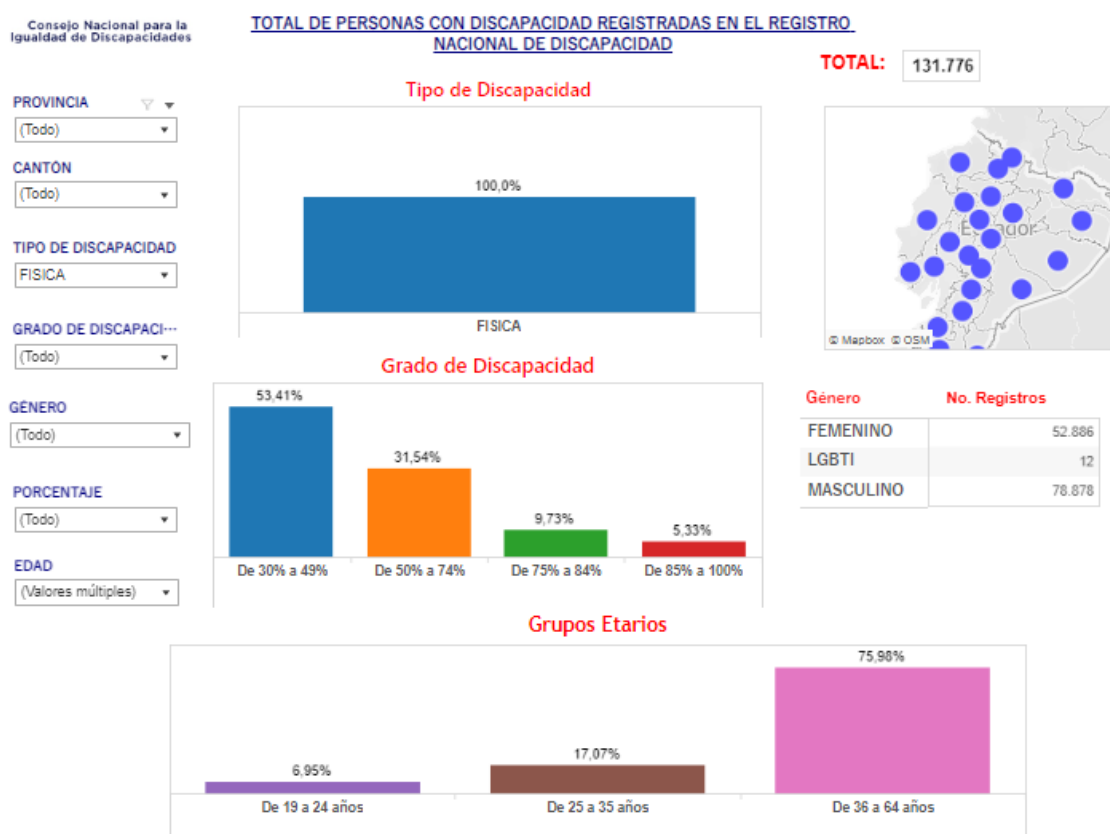 Consejo Nacional para la
Igualdad de Discapacidades
TOTAL DE PERSONAS CON DISCAPACIDAD REGISTRADAS EN EL REGISTRO
NACIONAL DE DISCAPACIDAD
TOTAL: 131.776
PROVINCIA
(Todo)
CANTÓN
(Todo)
TIPO DE DISCAPACIDAD
FISICA
GRADO DE DISCAPACI...
(Todo)
GÉNERO
(Todo)
PORCENTAJE
(Todo)
EDAD
(Valores múltiples)
Tipo de Discapacidad
100,0%
FISICA
Ecuador
© Mapbox © OSM
Grado de Discapacidad
53,41%
31,54%
9,73%
5,33%
De 30% a 49% De 50% a 74% De 75% a 84% De 85% a 100%
Género No. Registros
FEMENINO 52.886
LGBTI 12
MASCULINO 78.878
Grupos Etarios
6,95%
17,07%
75,98%
De 19 a 24 años De 25 a 35 años De 36 a 64 años